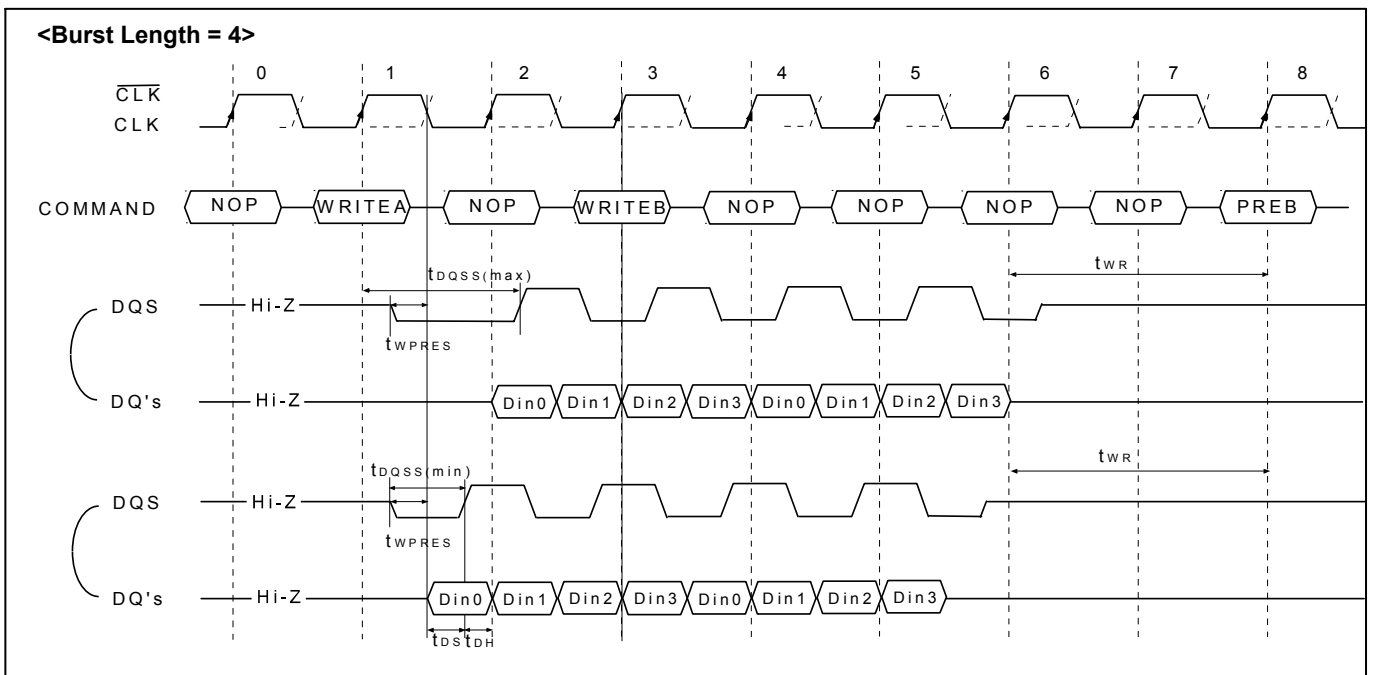 <Burst Length = 4>
0 1 2 3 4 5 6 7 8
CLK
CLK
COMMAND NOP WRITEA NOP WRITEB NOP NOP NOP NOP PREB
tDQSS(max) tWR
DQS Hi-Z
tWPRES
DQ's Hi-Z Din0 Din1 Din2 Din3 Din0 Din1 Din2 Din3
tDQSS(min) tWR
DQS Hi-Z
tWPRES
DQ's Hi-Z Din0 Din1 Din2 Din3 Din0 Din1 Din2 Din3
tDS tDH